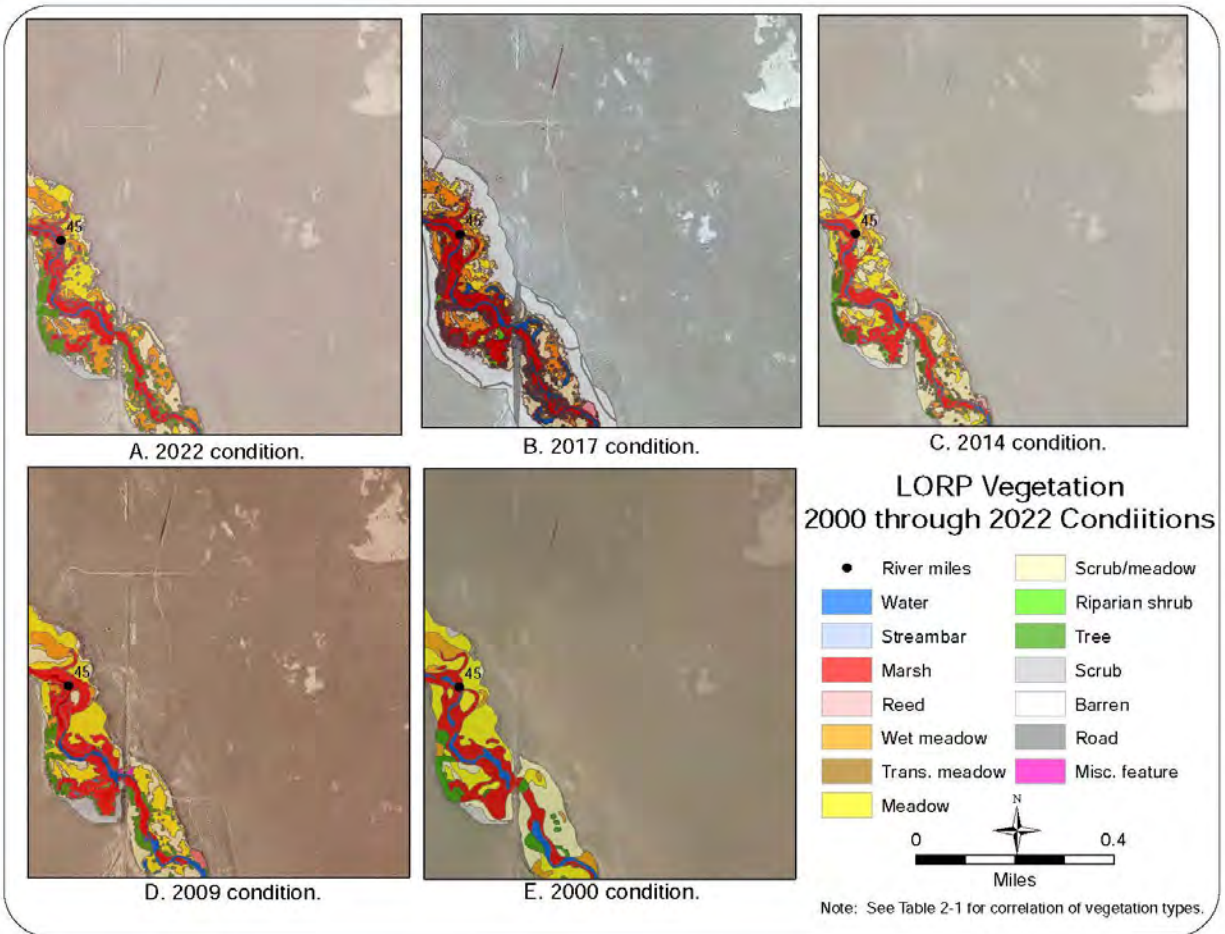 45
A. 2022 condition.
45
B. 2017 condition.
45
C. 2014 condition.
45
D. 2009 condition.
45
E. 2000 condition.
LORP Vegetation
2000 through 2022 Condiitions
River miles
Water
Streambar
Marsh
Reed
Wet meadow
Trans. meadow
Meadow
Scrub/meadow
Riparian shrub
Tree
Scrub
Barren
Road
Misc. feature
N
0 0.4
Miles
Note: See Table 2-1 for correlation of vegetation types.